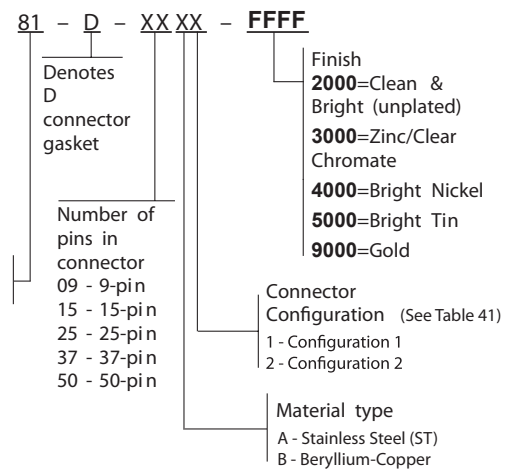 81 – D – XX XX – FFFF
Denotes
D
connector
gasket
Number of
pins in
connector
09 - 9-pin
15 - 15-pin
25 - 25-pin
37 - 37-pin
50 - 50-pin
Finish
2000=Clean &
Bright (unplated)
3000=Zinc/Clear
Chromate
4000=Bright Nickel
5000=Bright Tin
9000=Gold
Connector
Configuration (See Table 41)
1 - Configuration 1
2 - Configuration 2
Material type
A - Stainless Steel (ST)
B - Beryllium-Copper